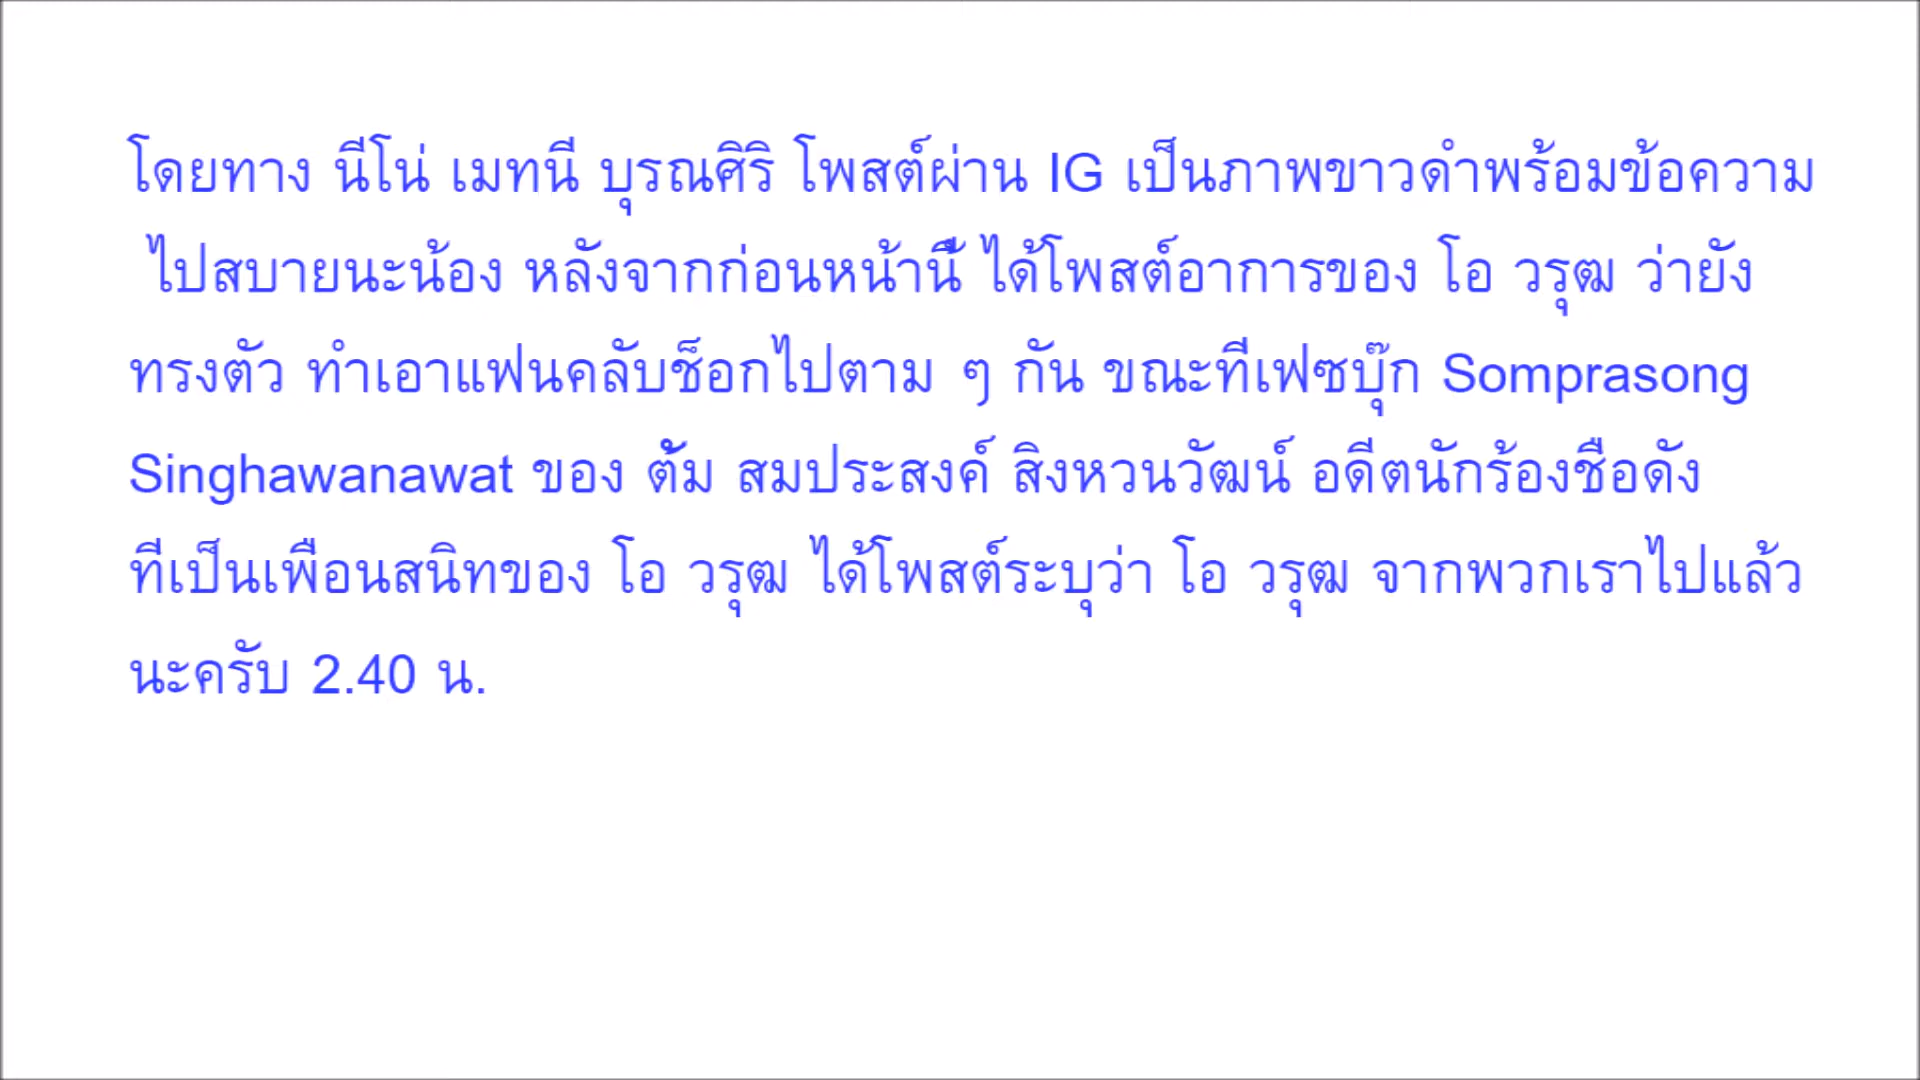 โดยทาง นีโน่ เมทนี บุรณศิริ โพสต์ผ่าน IG เป็นภาพขาวดำพร้อมข้อความ
ไปสบายนะน้อง หลังจากก่อนหน้านี้ ได้โพสต์อาการของ โอ วรุฒ ว่ายัง
ทรงตัว ทำเอาแฟนคลับช็อกไปตาม ๆ กัน ขณะที่เฟซบุ๊ก Somprasong
Singhawanawat ของ ต้ม สมประสงค์ สิงหวนวัฒน์ อดีตนักร้องชื่อดัง
ที่เป็นเพื่อนสนิทของ โอ วรุฒ ได้โพสต์ระบุว่า โอ วรุฒ จากพวกเราไปแล้ว
นะครับ 2.40 น.